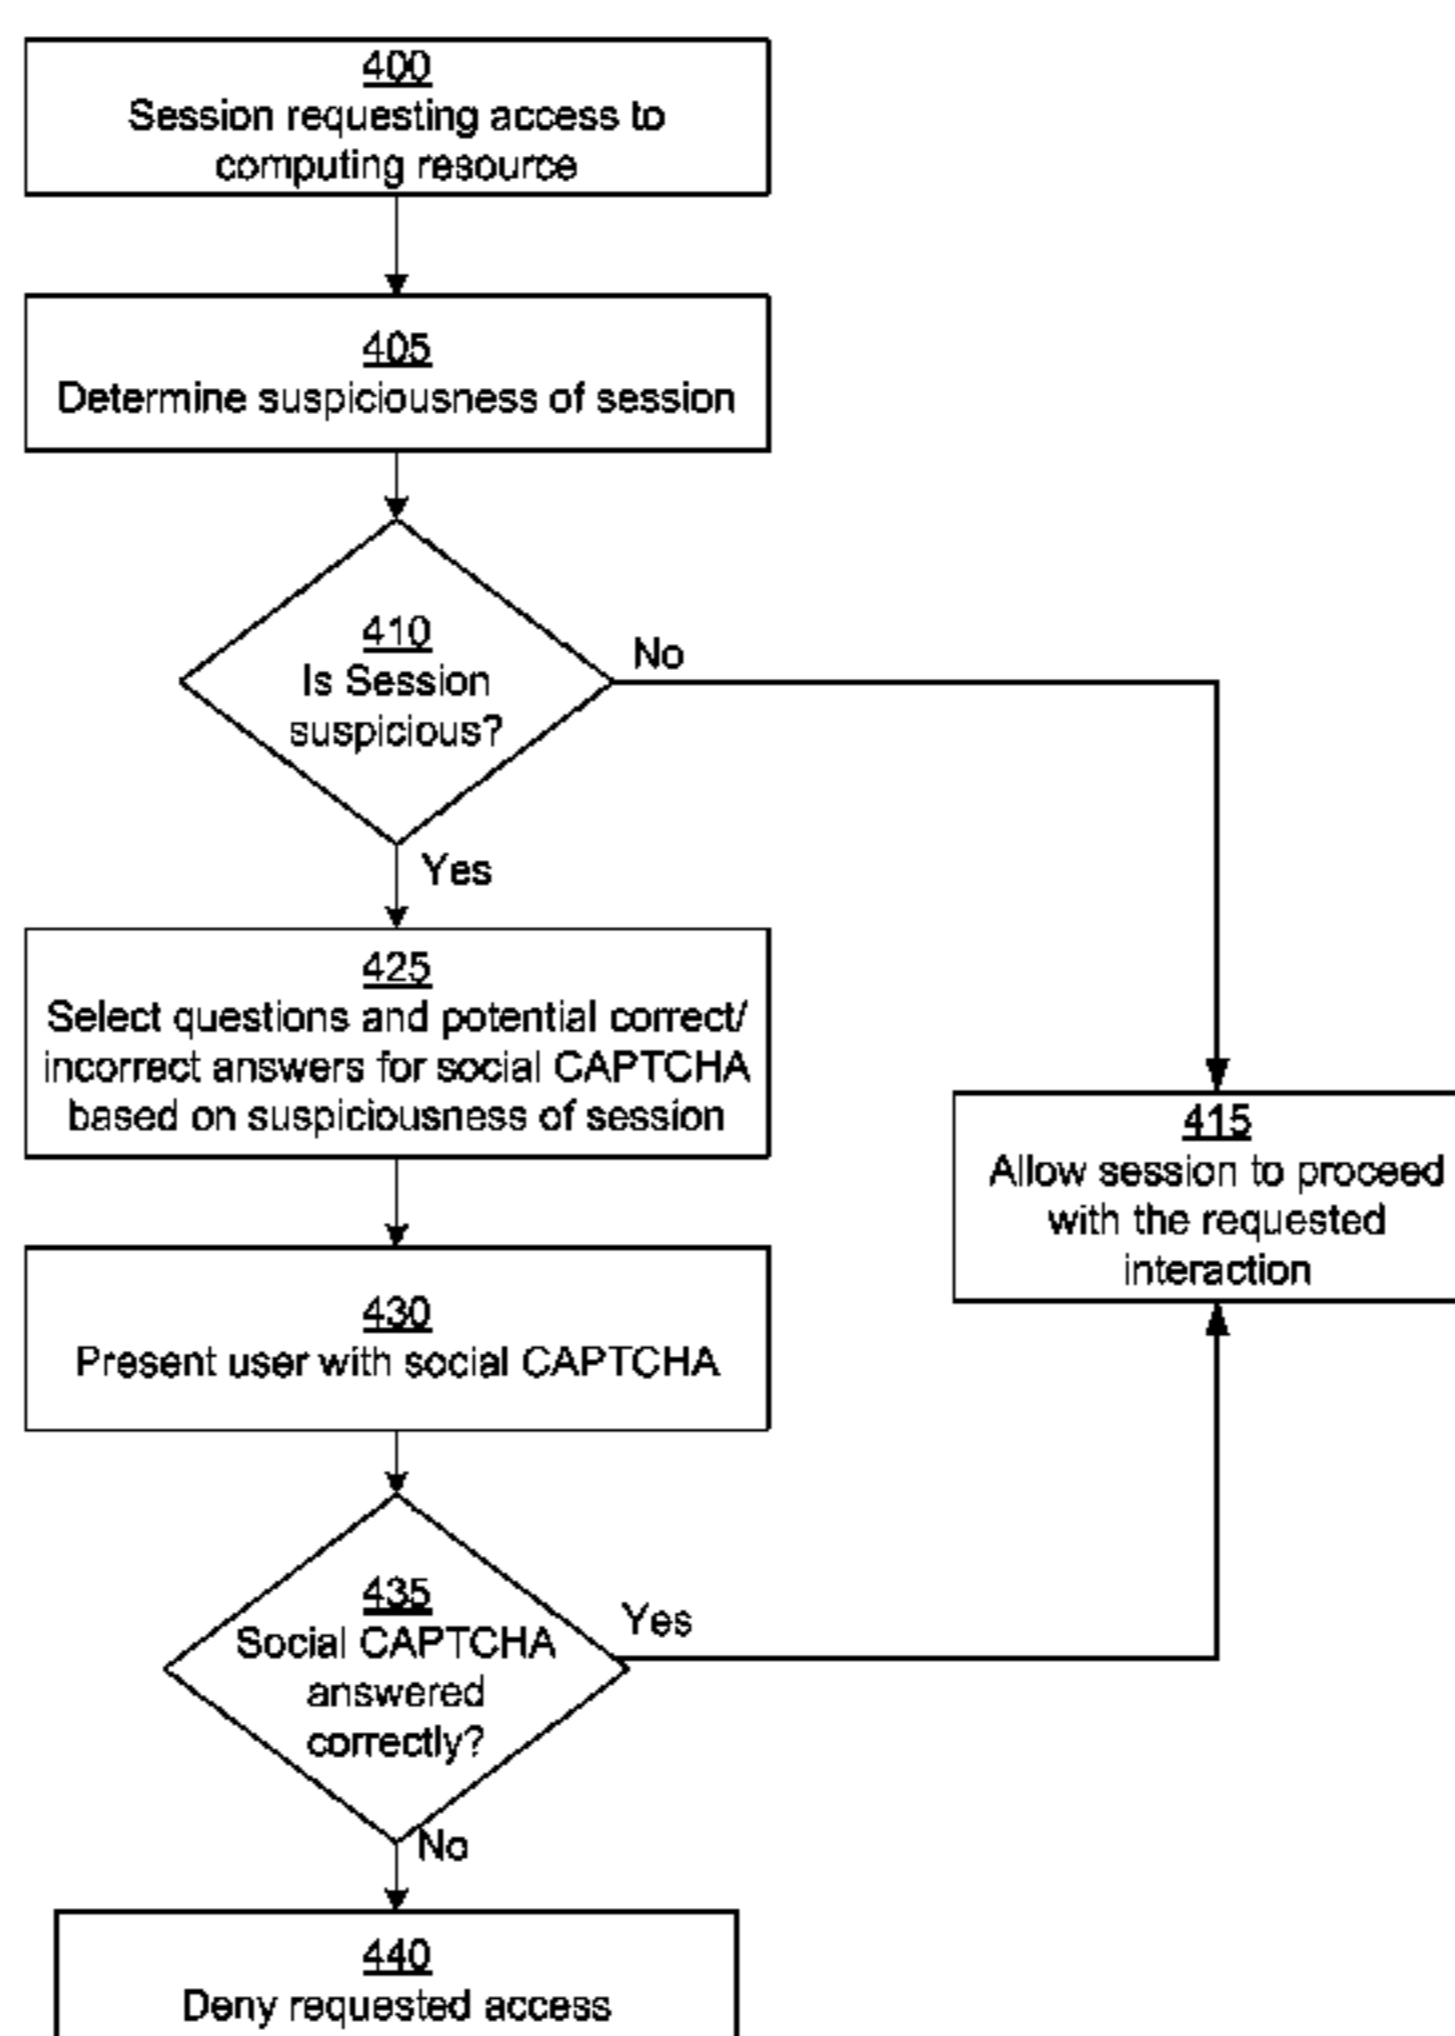 400
Session requesting access to
computing resource
405
Determine suspiciousness of session
410
Is Session
suspicious?
No
Yes
425
Select questions and potential correct/
incorrect answers for social CAPTCHA
based on suspiciousness of session
415
Allow session to proceed
with the requested
interaction
430
Present user with social CAPTCHA
435
Social CAPTCHA
answered
correctly?
Yes
No
440
Deny requested access